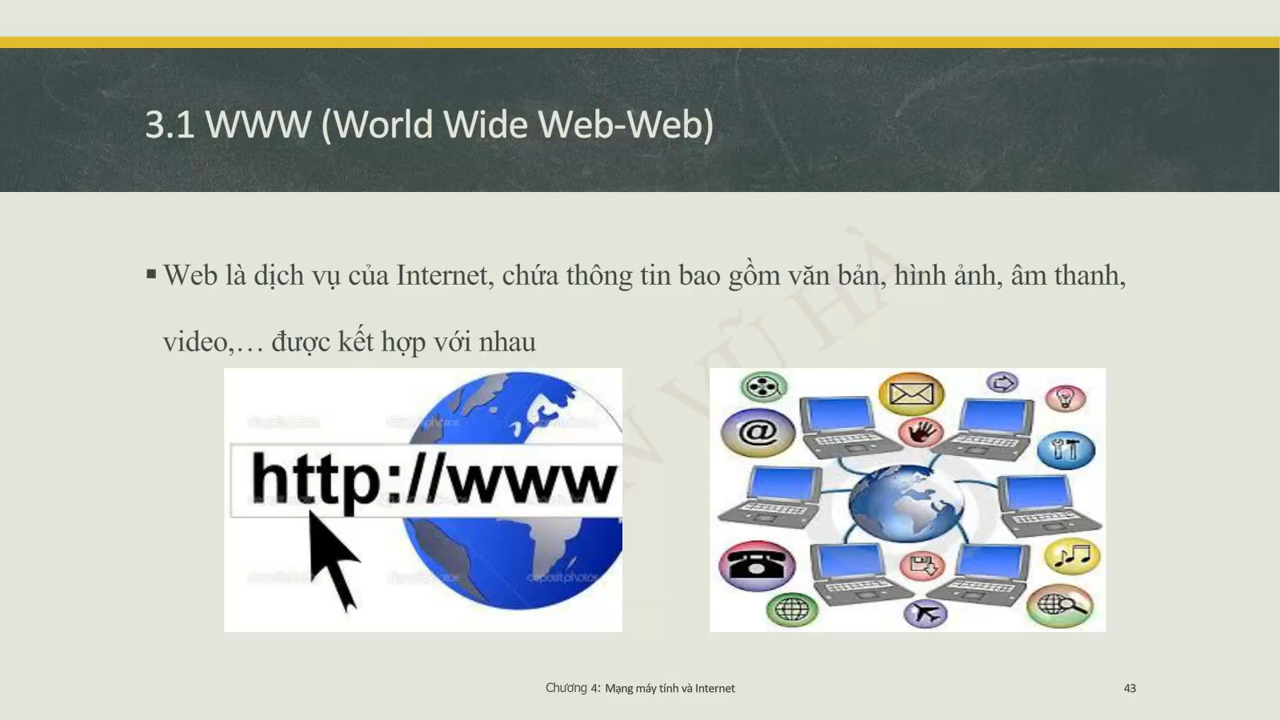 3.1 WWW (World Wide Web-Web)
▪ Web là dịch vụ của Internet, chứa thông tin bao gồm văn bản, hình ảnh, âm thanh,
video,… được kết hợp với nhau
http://www
@
Chương 4: Mạng máy tính và Internet
43